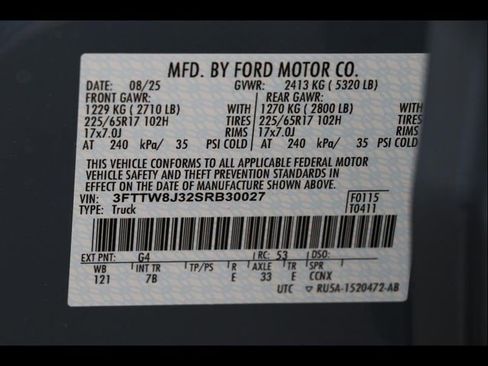 MFD. BY FORD MOTOR CO.
DATE: 08/25 GVWR: 2413 KG ( 5320 LB)
FRONT GAWR: REAR GAWR:
1229 KG ( 2710 LB) WITH 1270 KG ( 2800 LB) WITH
225/65R17 102H TIRES 225/65R17 102H TIRES
17x7.0J RIMS 17x7.0J RIMS
AT 240 kPa/ 35 PSI COLD AT 240 kPa/ 35 PSI COLD
THIS VEHICLE CONFORMS TO ALL APPLICABLE FEDERAL MOTOR
VEHICLE SAFETY AND THEFT PREVENTION STANDARDS
IN EFFECT ON THE DATE OF MANUFACTURE SHOWN ABOVE.
VIN: 3FTTW8J32SRB30027 F0115
TYPE: Truck T0411
EXT PNT: G4 RC: 53 DSO:
WB INT TR TP/PS R AXLE TR SPR
121 7B E 33 E CCNX
UTC ▽ RU5A-1520472-AB